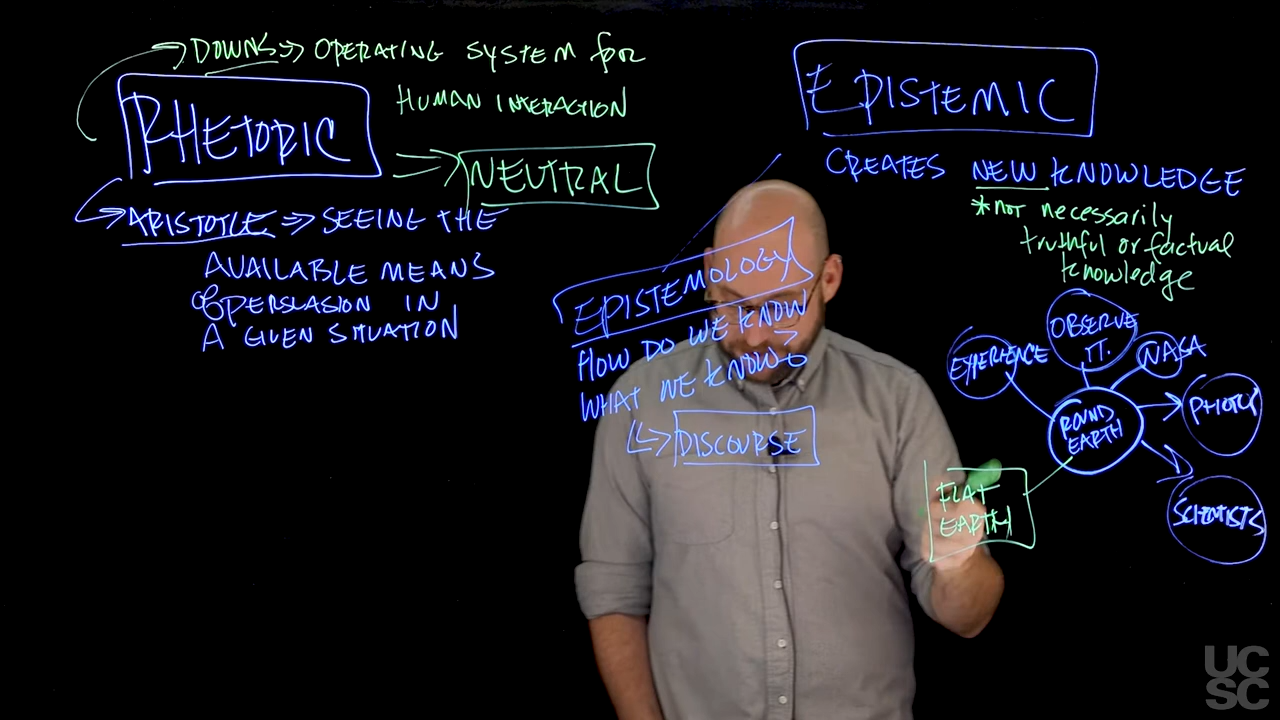 DOWNS => OPERATING SYSTEM for
HUMAN INTERACTION
RHETORIC
=> NEUTRAL
ARISTOTLE => SEEING THE
AVAILABLE MEANS
OF PERSUASION IN
A GIVEN SITUATION
EPISTEMOLOGY
HOW DO WE KNOW
WHAT WE KNOW?
DISCOURSE
EPISTEMIC
CREATES NEW KNOWLEDGE
*not necessarily
truthful or factual
knowledge
EXPERIENCE
OBSERVE
IT.
NASA
ROUND
EARTH
PHOTOS
SCIENTISTS
FLAT
EARTH
UC
SC